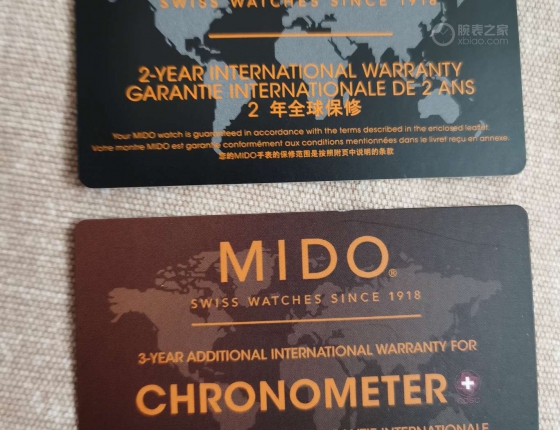 SWISS WATCHES SINCE 1918
腕表之家
xbiao.com
2-YEAR INTERNATIONAL WARRANTY
GARANTIE INTERNATIONALE DE 2 ANS
2 年全球保修
Your MIDO watch is guaranteed in accordance with the terms described in the enclosed leaflet.
Votre montre MIDO est garantie conformément aux conditions mentionnées dans le livret reçu en annexe.
您的MIDO手表的保修范围是按照附页中说明的条款
MIDO®
SWISS WATCHES SINCE 1918
3-YEAR ADDITIONAL INTERNATIONAL WARRANTY FOR
CHRONOMETER
INTERNATIONALE